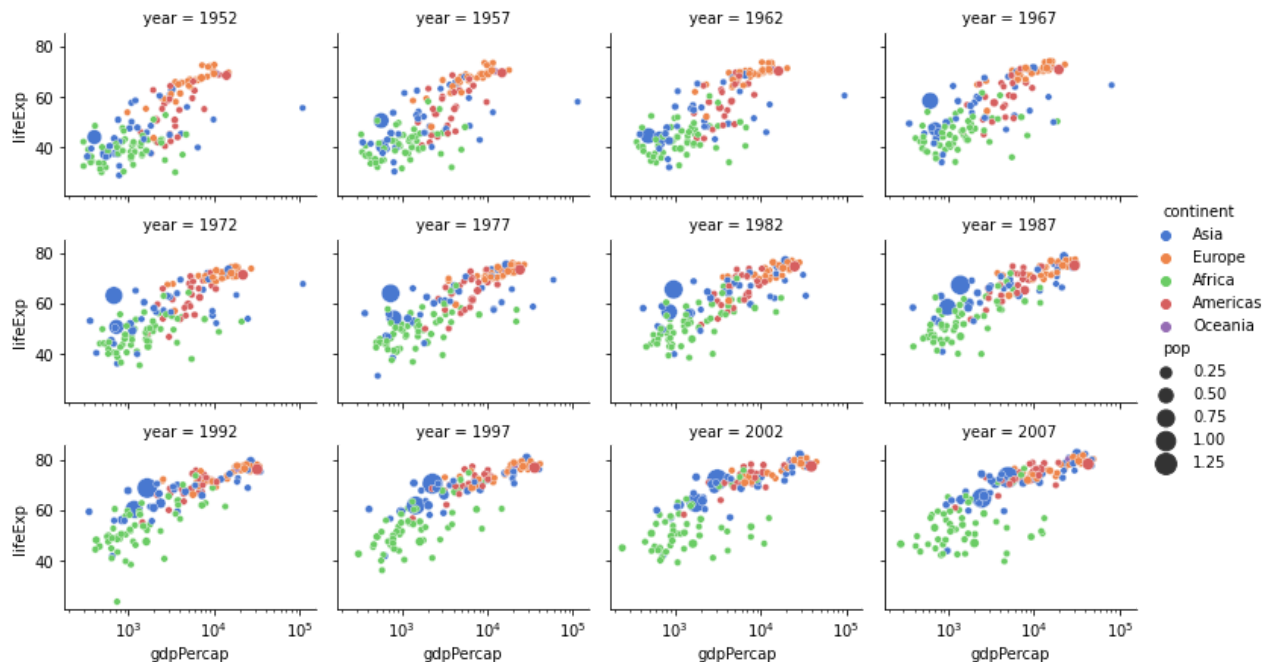 year = 1952
year = 1957
year = 1962
year = 1967
80
60
40
lifeExp
year = 1972
year = 1977
year = 1982
year = 1987
80
60
40
lifeExp
year = 1992
year = 1997
year = 2002
year = 2007
80
60
40
lifeExp
10³ 10⁴ 10⁵
gdpPercap
10³ 10⁴ 10⁵
gdpPercap
10³ 10⁴ 10⁵
gdpPercap
10³ 10⁴ 10⁵
gdpPercap
continent
Asia
Europe
Africa
Americas
Oceania
pop
0.25
0.50
0.75
1.00
1.25